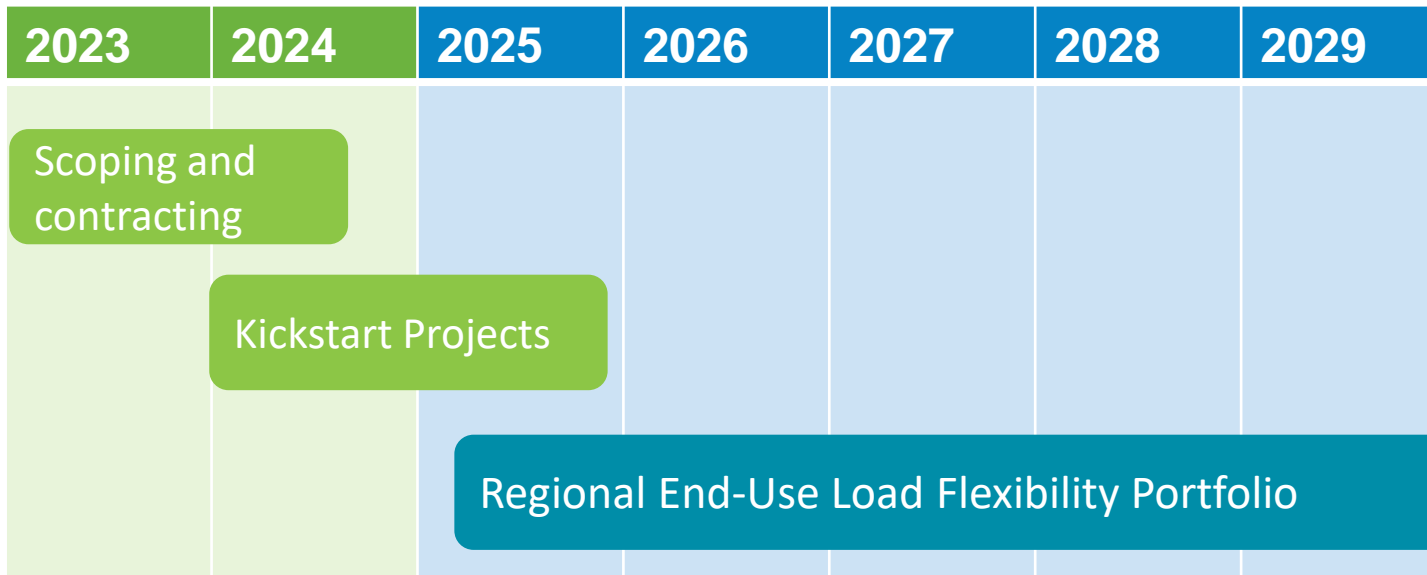 2023 2024 2025 2026 2027 2028 2029
Scoping and
contracting
Kickstart Projects
Regional End-Use Load Flexibility Portfolio